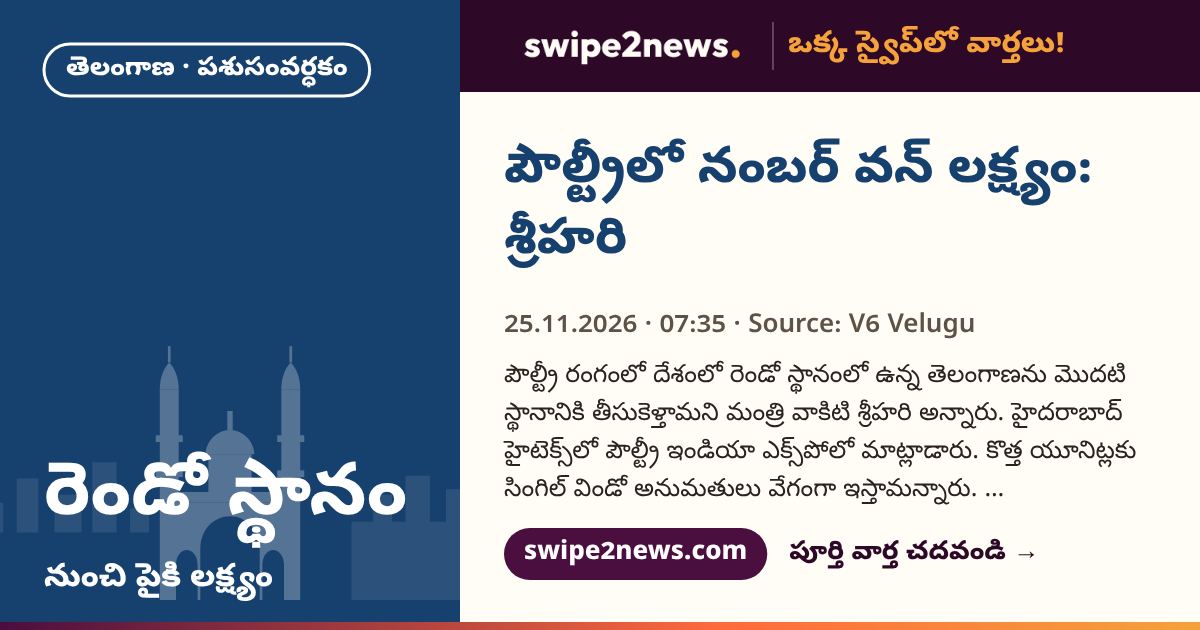 తెలంగాణ · పశుసంవర్ధకం
రెండో స్థానం
నుంచి పైకి లక్ష్యం
swipe2news.
ఒక్క స్వైప్‌లో వార్తలు!
పౌల్ట్రీలో నంబర్ వన్ లక్ష్యం:
శ్రీహరి
25.11.2026 · 07:35 · Source: V6 Velugu
పౌల్ట్రీ రంగంలో దేశంలో రెండో స్థానంలో ఉన్న తెలంగాణను మొదటి
స్థానానికి తీసుకెళ్తామని మంత్రి వాకిటి శ్రీహరి అన్నారు. హైదరాబాద్
హైటెక్స్‌లో పౌల్ట్రీ ఇండియా ఎక్స్‌పోలో మాట్లాడారు. కొత్త యూనిట్లకు
సింగిల్ విండో అనుమతులు వేగంగా ఇస్తామన్నారు. ...
swipe2news.com
పూర్తి వార్త చదవండి →